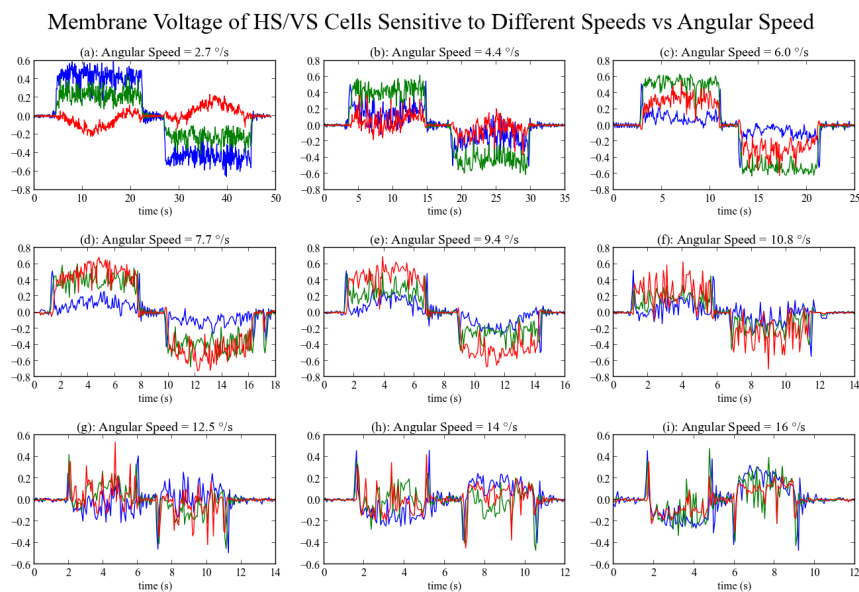 Membrane Voltage of HS/VS Cells Sensitive to Different Speeds vs Angular Speed
(a): Angular Speed = 2.7 °/s
0.6
0.4
0.2
0.0
−0.2
−0.4
−0.6
−0.8
0 10 20 30 40 50
time (s)
(b): Angular Speed = 4.4 °/s
0.8
0.6
0.4
0.2
0.0
−0.2
−0.4
−0.6
−0.8
0 5 10 15 20 25 30 35
time (s)
(c): Angular Speed = 6.0 °/s
0.8
0.6
0.4
0.2
0.0
−0.2
−0.4
−0.6
−0.8
0 5 10 15 20 25
time (s)
(d): Angular Speed = 7.7 °/s
0.8
0.6
0.4
0.2
0.0
−0.2
−0.4
−0.6
−0.8
0 2 4 6 8 10 12 14 16 18
time (s)
(e): Angular Speed = 9.4 °/s
0.8
0.6
0.4
0.2
0.0
−0.2
−0.4
−0.6
−0.8
0 2 4 6 8 10 12 14 16
time (s)
(f): Angular Speed = 10.8 °/s
0.8
0.6
0.4
0.2
0.0
−0.2
−0.4
−0.6
−0.8
0 2 4 6 8 10 12 14
time (s)
(g): Angular Speed = 12.5 °/s
0.6
0.4
0.2
0.0
−0.2
−0.4
−0.6
0 2 4 6 8 10 12 14
time (s)
(h): Angular Speed = 14 °/s
0.6
0.4
0.2
0.0
−0.2
−0.4
−0.6
0 2 4 6 8 10 12
time (s)
(i): Angular Speed = 16 °/s
0.6
0.4
0.2
0.0
−0.2
−0.4
−0.6
0 2 4 6 8 10 12
time (s)